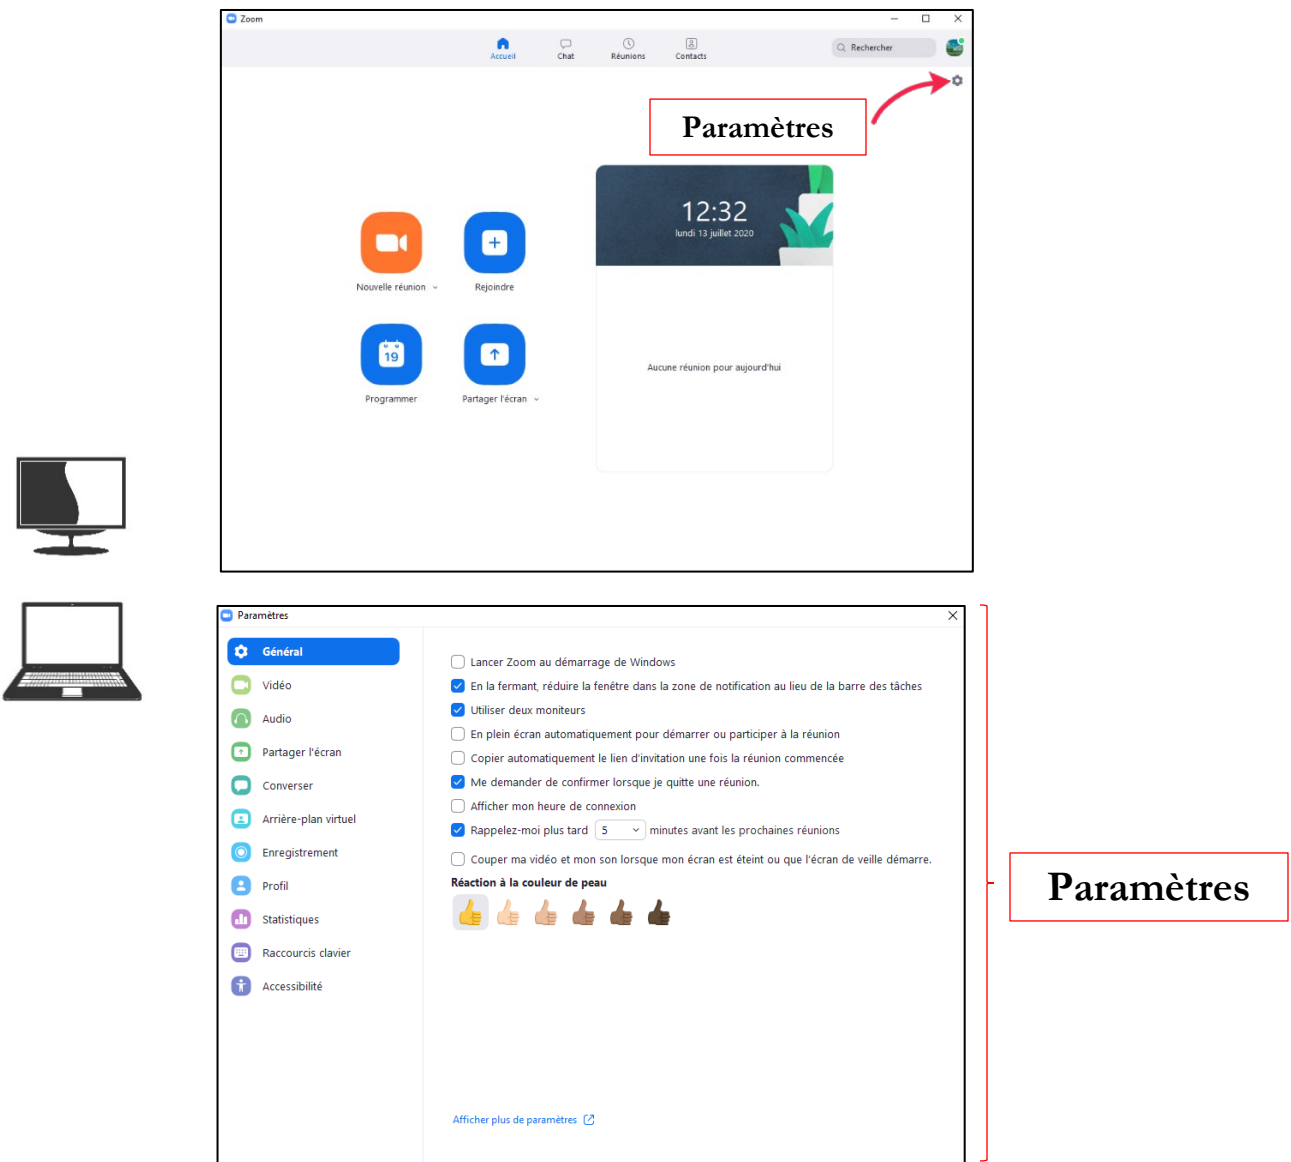 Zoom
Accueil
Chat
Réunions
Contacts
Rechercher
Paramètres
12:32
lundi 13 juillet 2020
Nouvelle réunion
Rejoindre
19
Programmer
Partager l'écran
Aucune réunion pour aujourd'hui
Paramètres
Général
Vidéo
Audio
Partager l'écran
Converser
Arrière-plan virtuel
Enregistrement
Profil
Statistiques
Raccourcis clavier
Accessibilité
Lancer Zoom au démarrage de Windows
En la fermant, réduire la fenêtre dans la zone de notification au lieu de la barre des tâches
Utiliser deux moniteurs
En plein écran automatiquement pour démarrer ou participer à la réunion
Copier automatiquement le lien d'invitation une fois la réunion commencée
Me demander de confirmer lorsque je quitte une réunion.
Afficher mon heure de connexion
Rappelez-moi plus tard 5 minutes avant les prochaines réunions
Couper ma vidéo et mon son lorsque mon écran est éteint ou que l'écran de veille démarre.
Réaction à la couleur de peau
Afficher plus de paramètres
Paramètres